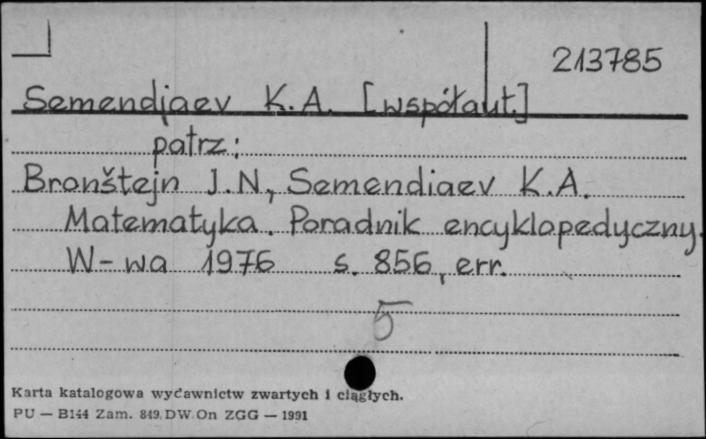 213785
Semendjaev K.A. [współaut.]
patrz:
Bronštejn J.N., Semendiaev K.A.
Matematyka. Poradnik encyklopedyczny.
W-wa 1976 s. 856, err.
5
Karta katalogowa wydawnictw zwartych i ciągłych.
PU — B144 Zam. 849. DW. On ZGG — 1991